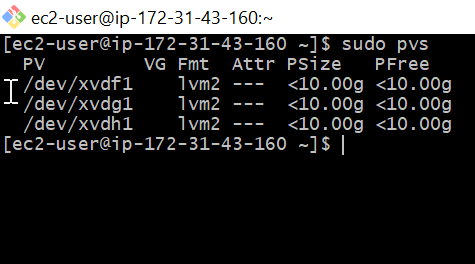 ec2-user@ip-172-31-43-160:~
[ec2-user@ip-172-31-43-160 ~]$ sudo pvs
  PV         VG Fmt  Attr PSize   PFree
  /dev/xvdf1    lvm2 ---  <10.00g <10.00g
  /dev/xvdg1    lvm2 ---  <10.00g <10.00g
  /dev/xvdh1    lvm2 ---  <10.00g <10.00g
[ec2-user@ip-172-31-43-160 ~]$